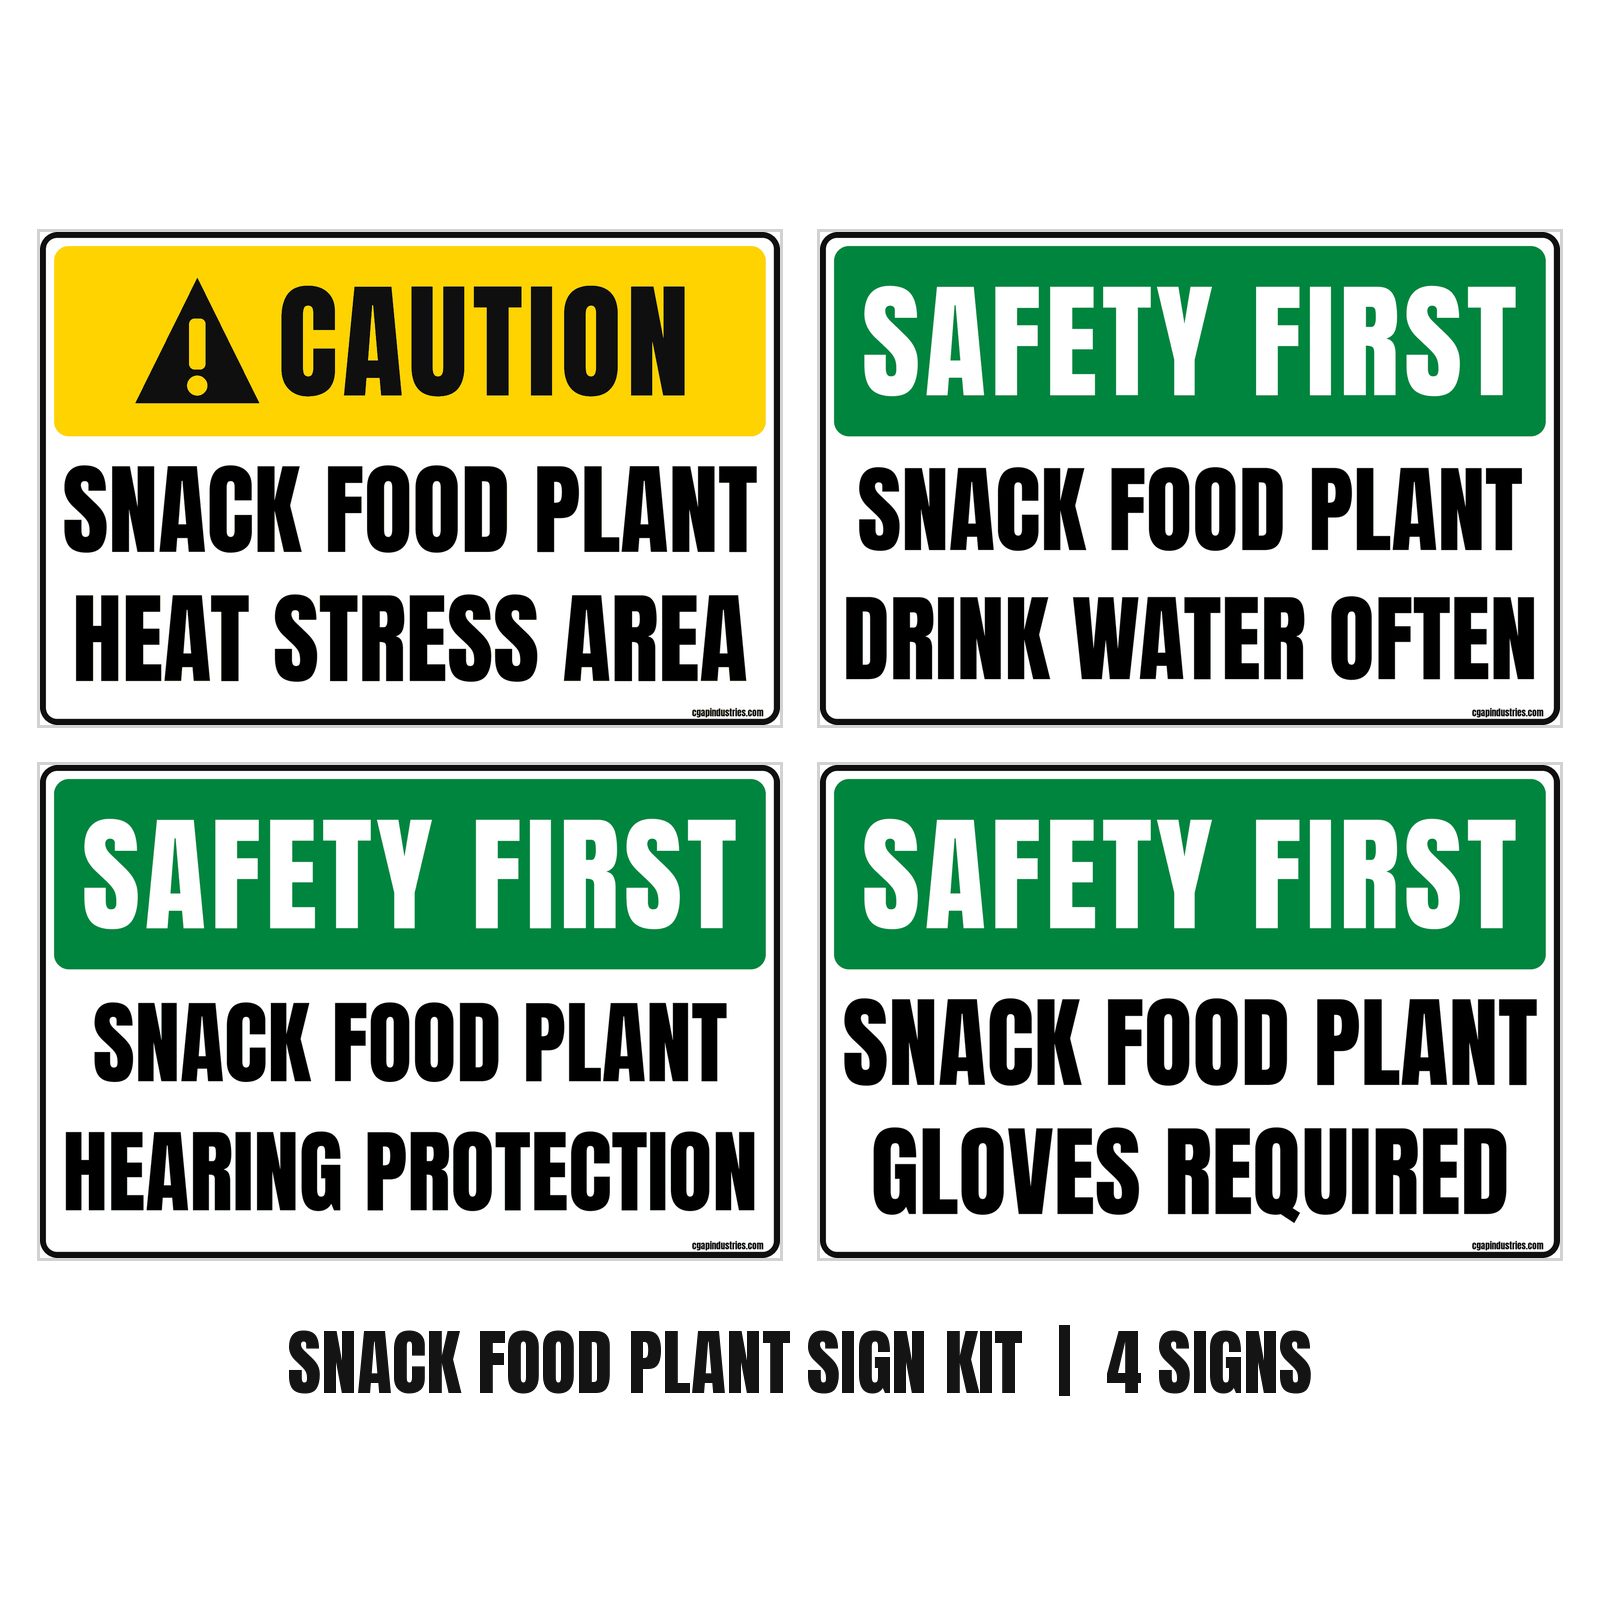 CAUTION
SNACK FOOD PLANT
HEAT STRESS AREA
cgapindustries.com
SAFETY FIRST
SNACK FOOD PLANT
DRINK WATER OFTEN
cgapindustries.com
SAFETY FIRST
SNACK FOOD PLANT
HEARING PROTECTION
cgapindustries.com
SAFETY FIRST
SNACK FOOD PLANT
GLOVES REQUIRED
cgapindustries.com
SNACK FOOD PLANT SIGN KIT | 4 SIGNS